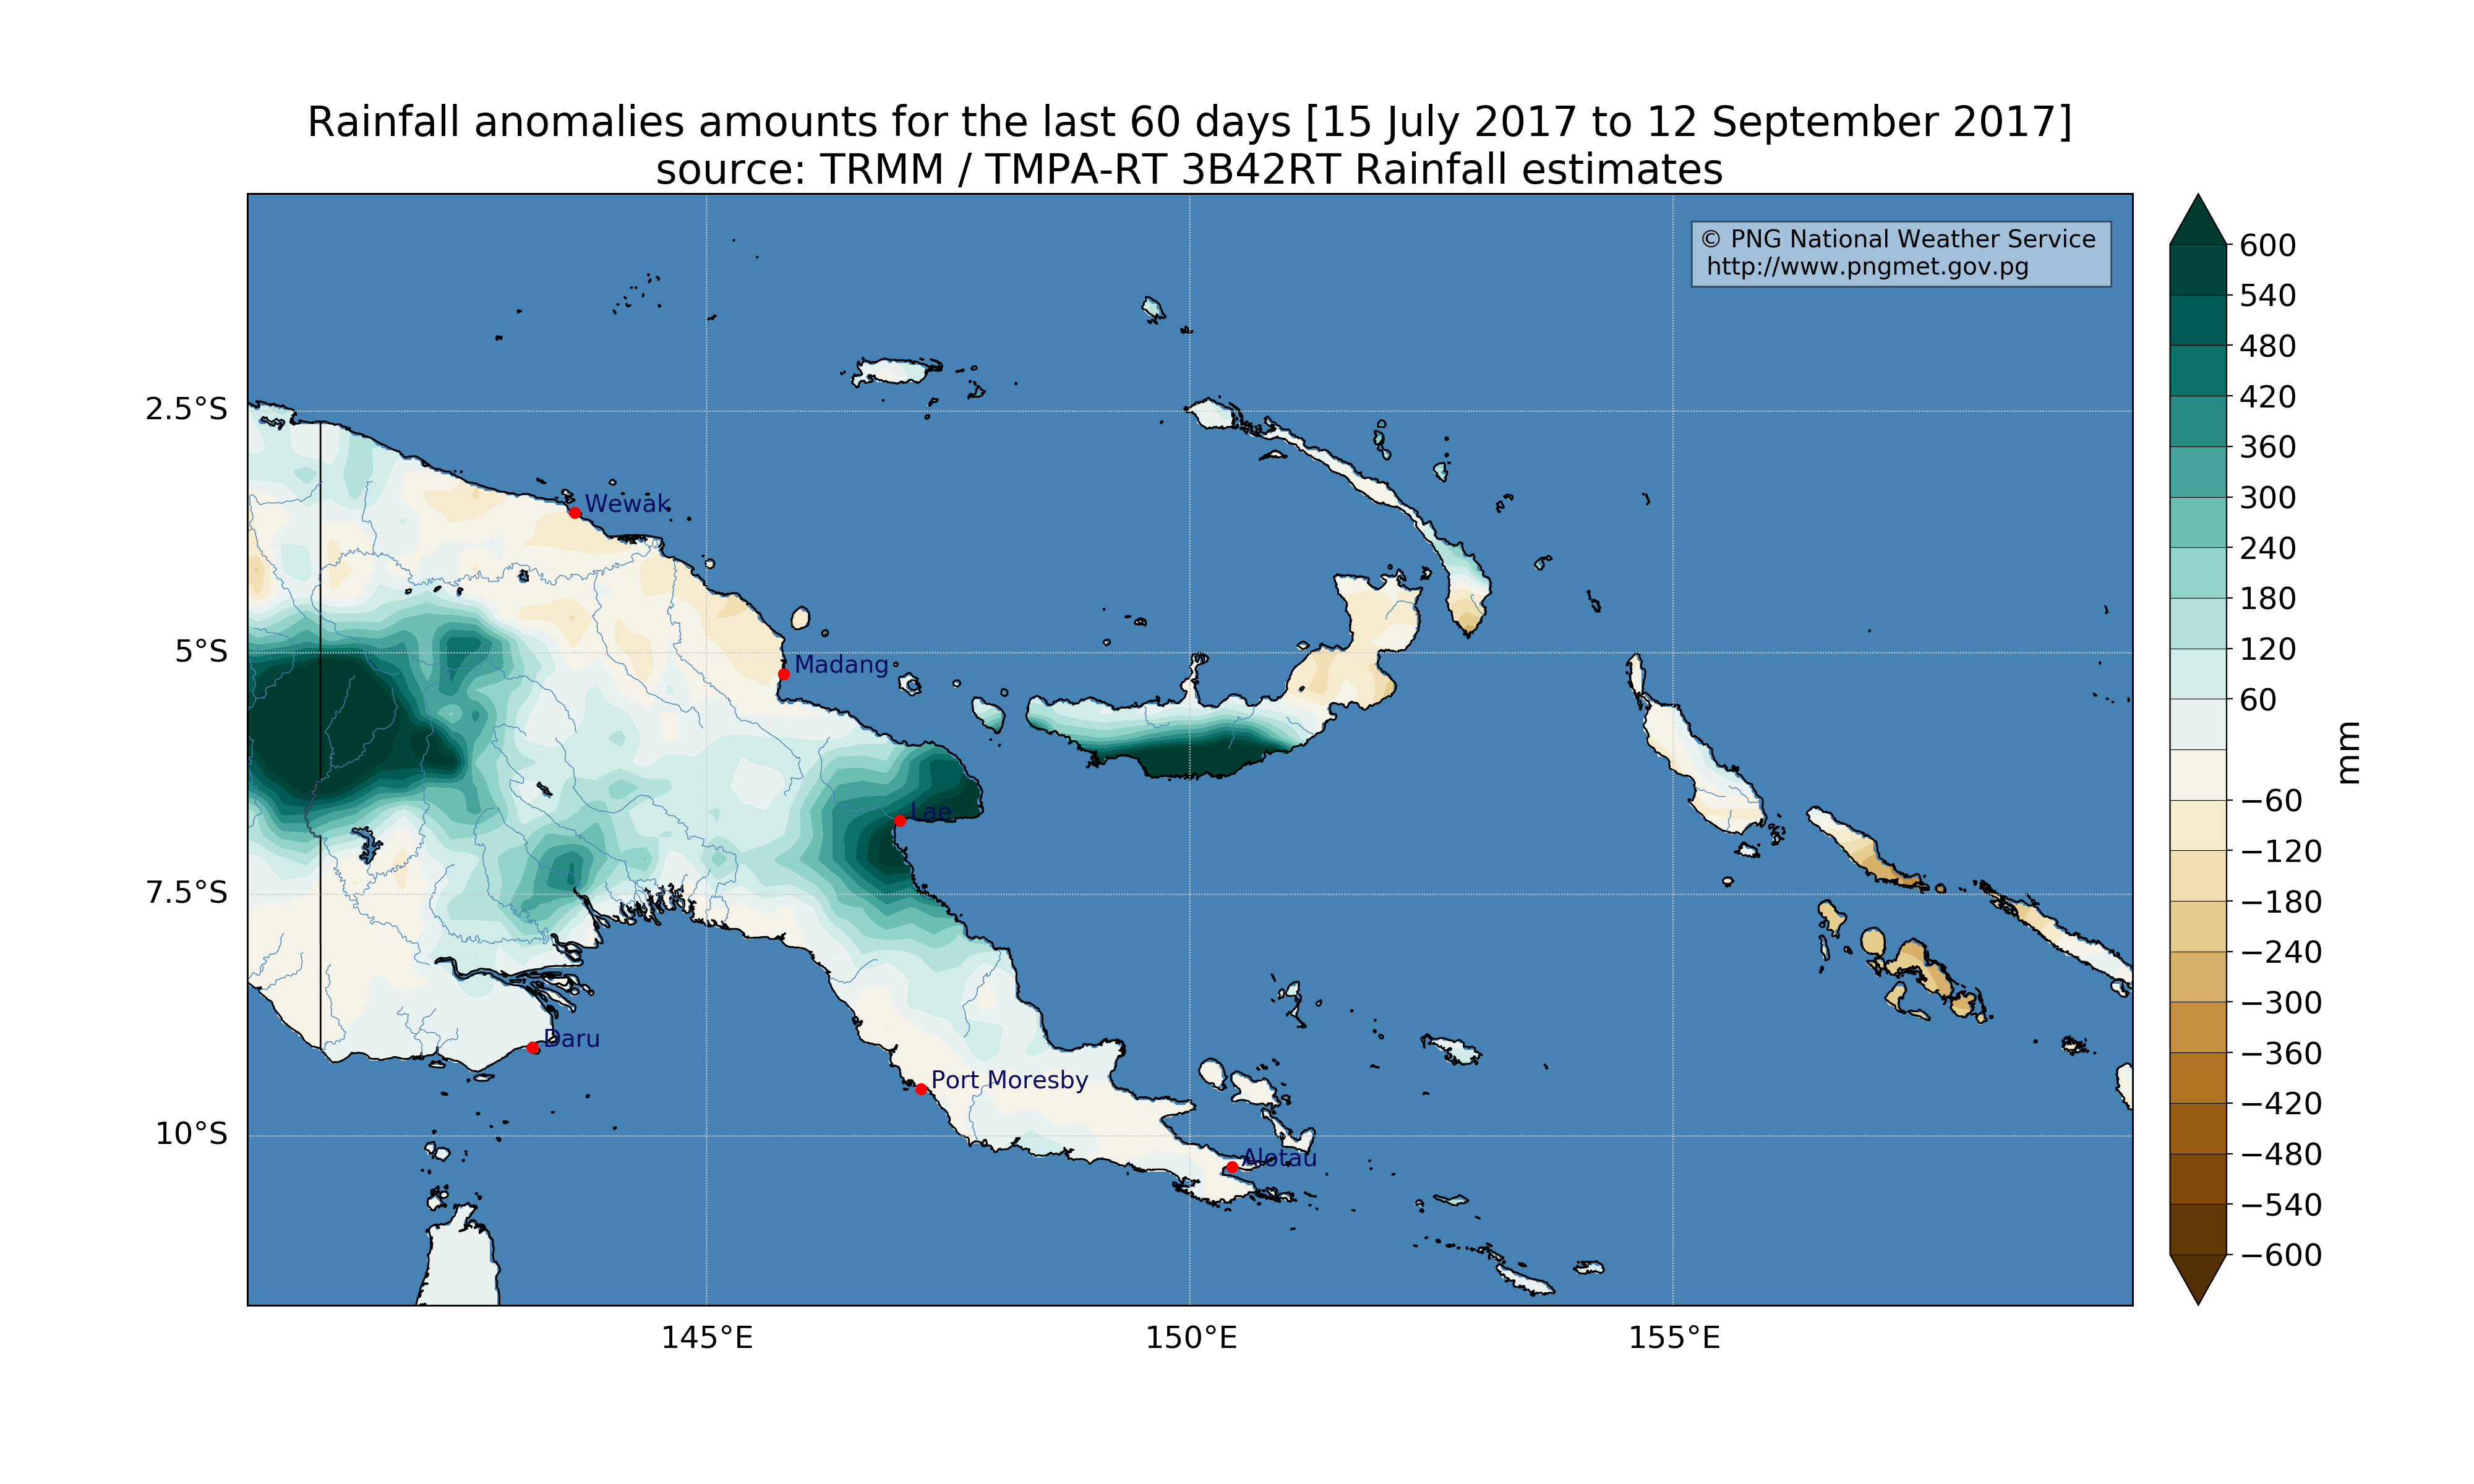 Rainfall anomalies amounts for the last 60 days [15 July 2017 to 12 September 2017]
source: TRMM / TMPA-RT 3B42RT Rainfall estimates
© PNG National Weather Service
http://www.pngmet.gov.pg
2.5°S
5°S
7.5°S
10°S
Wewak
Madang
Lae
Daru
Port Moresby
Alotau
145°E
150°E
155°E
600
540
480
420
360
300
240
180
120
60
−60
−120
−180
−240
−300
−360
−420
−480
−540
−600
mm